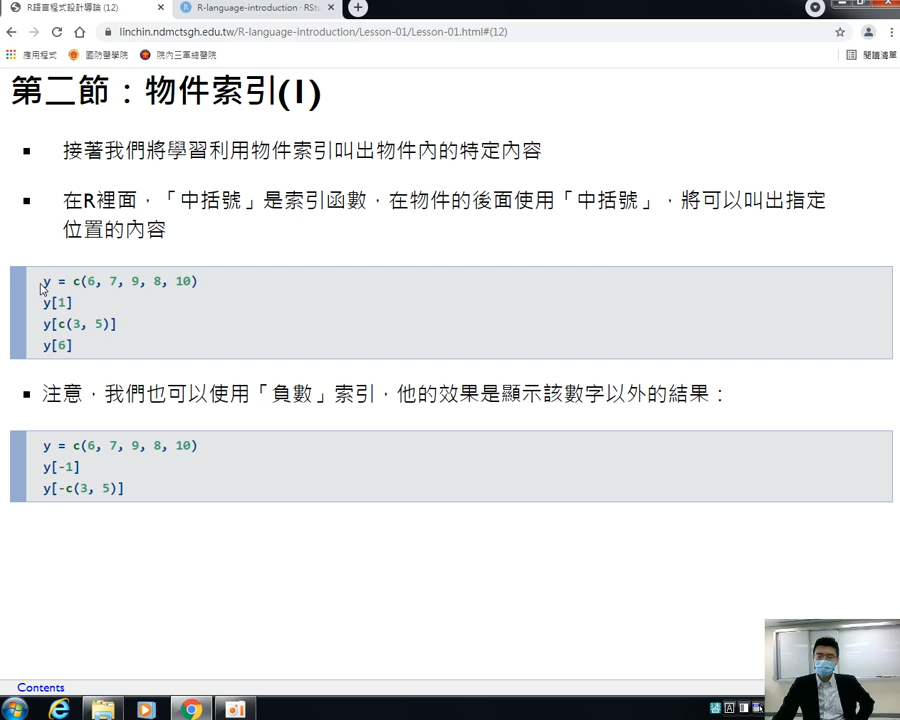 R語言程式設計導論 (12)
R-language-introduction · RSt
linchin.ndmctsgh.edu.tw/R-language-introduction/Lesson-01/Lesson-01.html#(12)
應用程式
國防醫學院
院內三軍總醫院
閱讀清單
第二節：物件索引(1)
接著我們將學習利用物件索引叫出物件內的特定內容
在R裡面，「中括號」是索引函數，在物件的後面使用「中括號」，將可以叫出指定
位置的內容
y = c(6, 7, 9, 8, 10)
y[1]
y[c(3, 5)]
y[6]
注意，我們也可以使用「負數」索引，他的效果是顯示該數字以外的結果：
y = c(6, 7, 9, 8, 10)
y[-1]
y[-c(3, 5)]
Contents